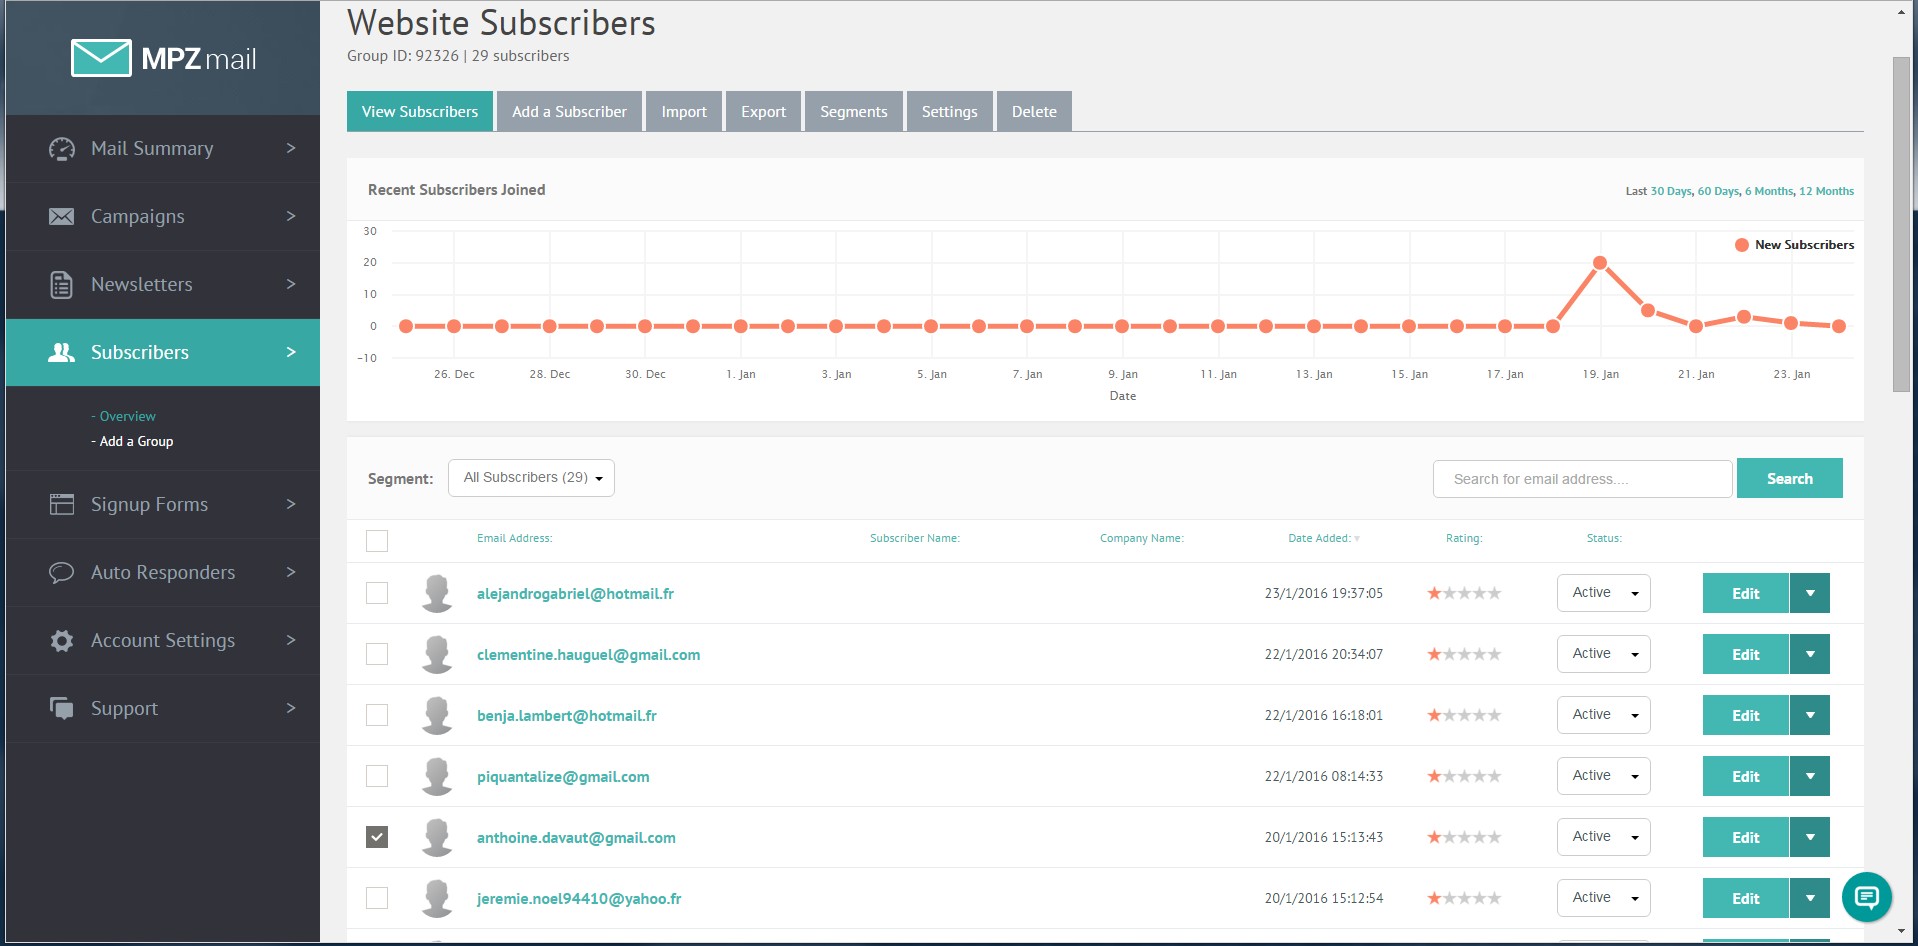 Website Subscribers
Group ID: 92326 | 29 subscribers
MPZmail
View Subscribers Add a Subscriber Import Export Segments Settings Delete
Mail Summary >
Campaigns >
Newsletters >
Subscribers >
- Overview
- Add a Group
Signup Forms >
Auto Responders >
Account Settings >
Support >
Recent Subscribers Joined
Last 30 Days, 60 Days, 6 Months, 12 Months
New Subscribers
30
20
10
0
-10
26. Dec 28. Dec 30. Dec 1. Jan 3. Jan 5. Jan 7. Jan 9. Jan 11. Jan 13. Jan 15. Jan 17. Jan 19. Jan 21. Jan 23. Jan
Date
Segment: All Subscribers (29) Search for email address.... Search
Email Address: Subscriber Name: Company Name: Date Added: Rating: Status:
alejandrogabriel@hotmail.fr 23/1/2016 19:37:05 Active Edit
clementine.hauguel@gmail.com 22/1/2016 20:34:07 Active Edit
benja.lambert@hotmail.fr 22/1/2016 16:18:01 Active Edit
piquantalize@gmail.com 22/1/2016 08:14:33 Active Edit
anthoine.davaut@gmail.com 20/1/2016 15:13:43 Active Edit
jeremie.noel94410@yahoo.fr 20/1/2016 15:12:54 Active Edit